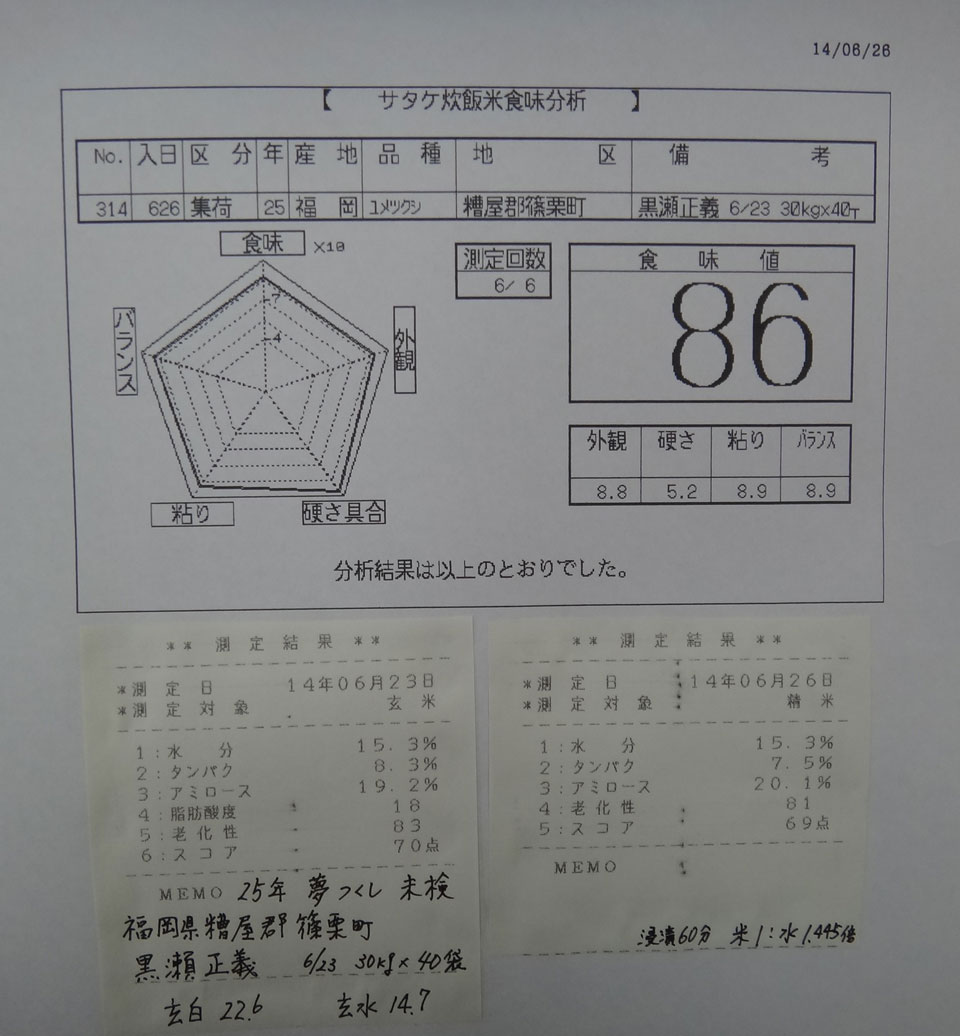 14/06/26
【 サタケ炊飯米食味分析 】
No. 入日 区分 年 産地 品種 地区 備考
314 626 集荷 25 福岡 ユメツクシ 糟屋郡篠栗町 黒瀬正義 6/23 30kgx40T
食味 ×10
測定回数
6/ 6
食味値
86
バランス
外観
7
4
粘り
硬さ具合
外観 硬さ 粘り バランス
8.8 5.2 8.9 8.9
分析結果は以上のとおりでした。
** 測定結果 **
*測定日 14年06月23日
*測定対象 玄米
1:水分 15.3%
2:タンパク 8.3%
3:アミロース 19.2%
4:脂肪酸度 18
5:老化性 83
6:スコア 70点
MEMO 25年 夢つくし 未検
福岡県糟屋郡篠栗町
黒瀬正義 6/23 30kg×40袋
玄白 22.6 玄水 14.7
** 測定結果 **
*測定日 14年06月26日
*測定対象 精米
1:水分 15.3%
2:タンパク 7.5%
3:アミロース 20.1%
4:老化性 81
5:スコア 69点
MEMO
浸漬60分 米1:水1.445倍